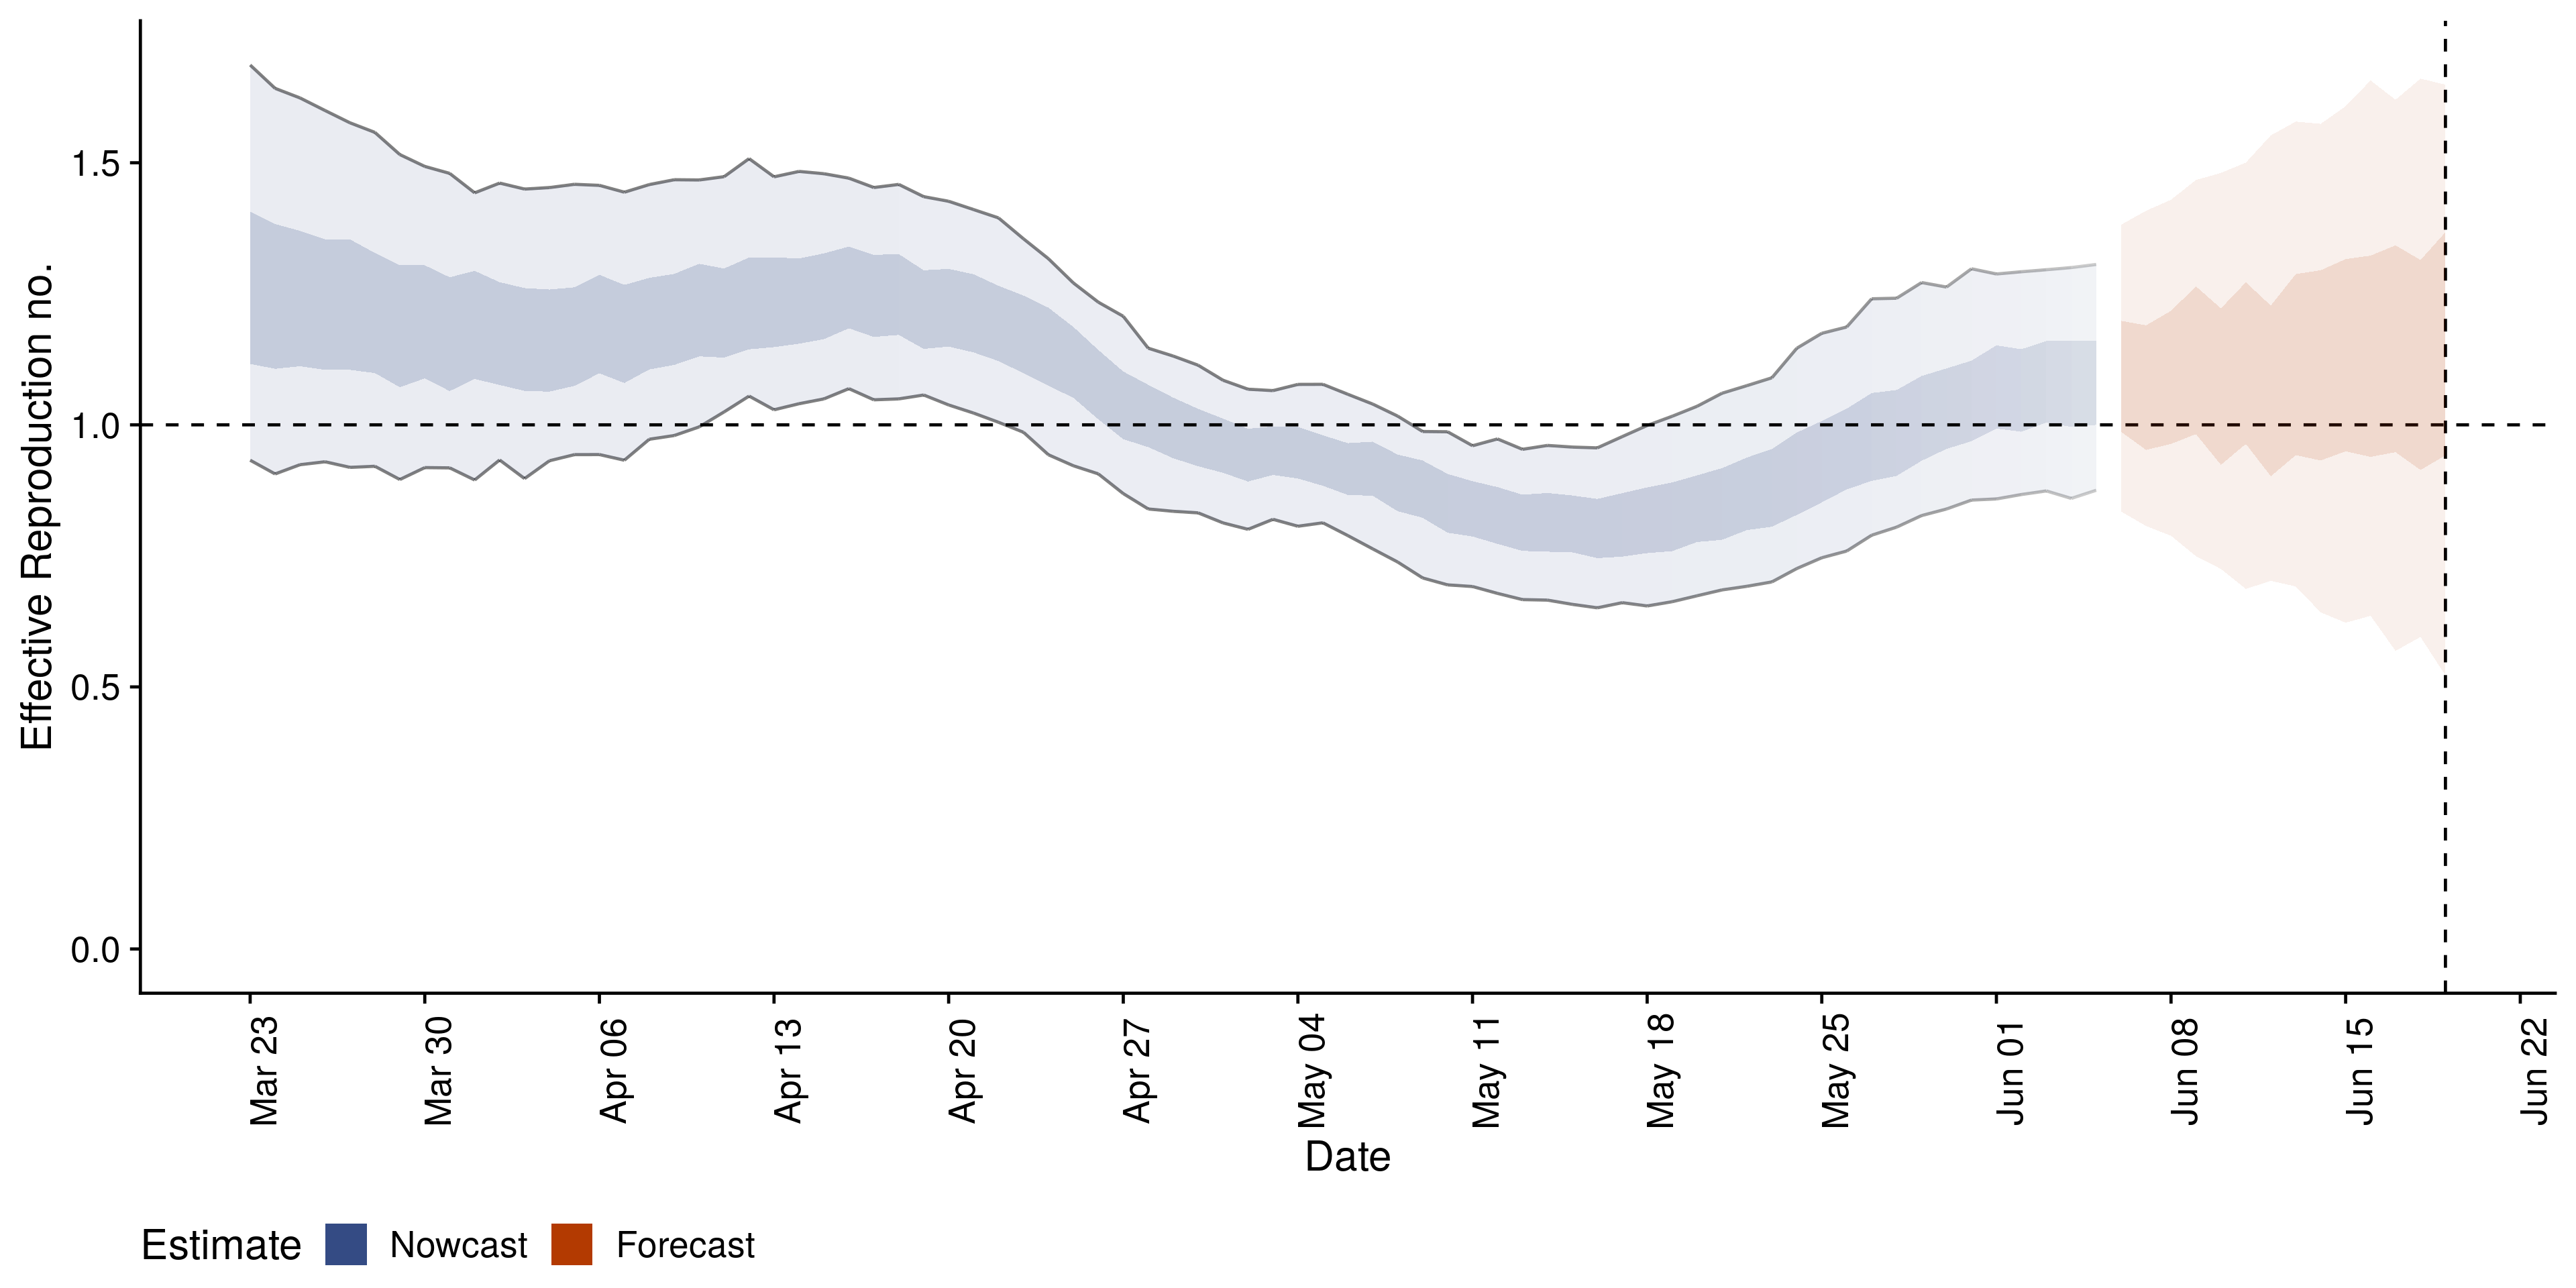 Effective Reproduction no.
1.5
1.0
0.5
0.0
Mar 23
Mar 30
Apr 06
Apr 13
Apr 20
Apr 27
May 04
May 11
May 18
May 25
Jun 01
Jun 08
Jun 15
Jun 22
Date
Estimate Nowcast Forecast